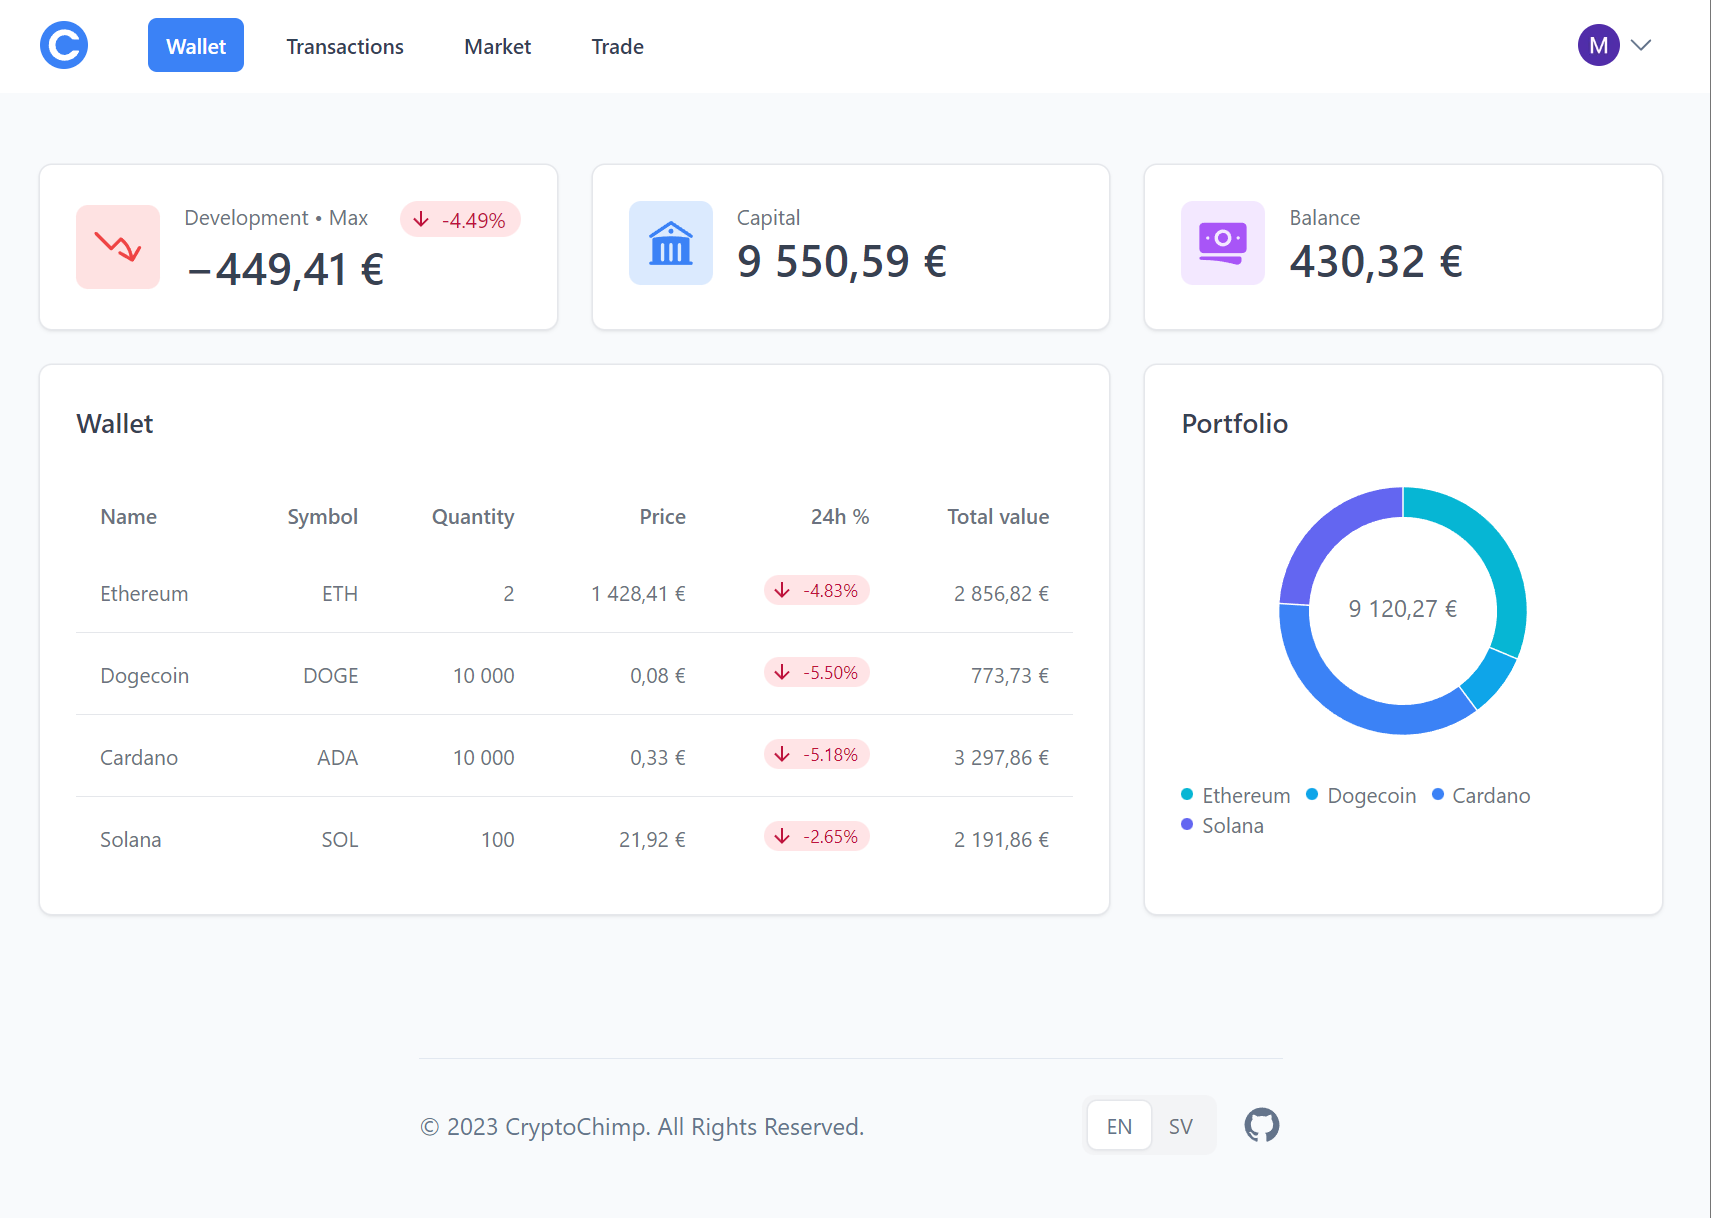 Wallet Transactions Market Trade M
Development • Max -4.49%
−449,41 €
Capital
9 550,59 €
Balance
430,32 €
Wallet
Name Symbol Quantity Price 24h % Total value
Ethereum ETH 2 1 428,41 € -4.83% 2 856,82 €
Dogecoin DOGE 10 000 0,08 € -5.50% 773,73 €
Cardano ADA 10 000 0,33 € -5.18% 3 297,86 €
Solana SOL 100 21,92 € -2.65% 2 191,86 €
Portfolio
9 120,27 €
Ethereum Dogecoin Cardano
Solana
© 2023 CryptoChimp. All Rights Reserved. EN SV